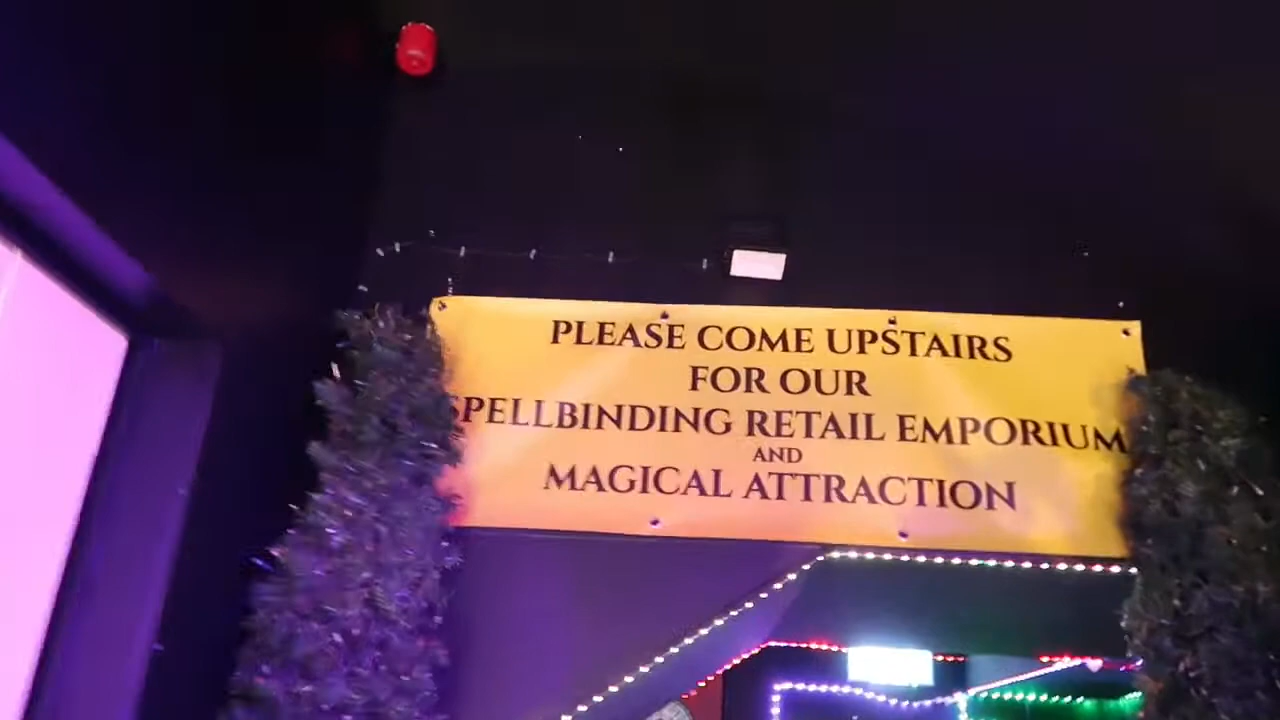 PLEASE COME UPSTAIRS
FOR OUR
SPELLBINDING RETAIL EMPORIUM
AND
MAGICAL ATTRACTION